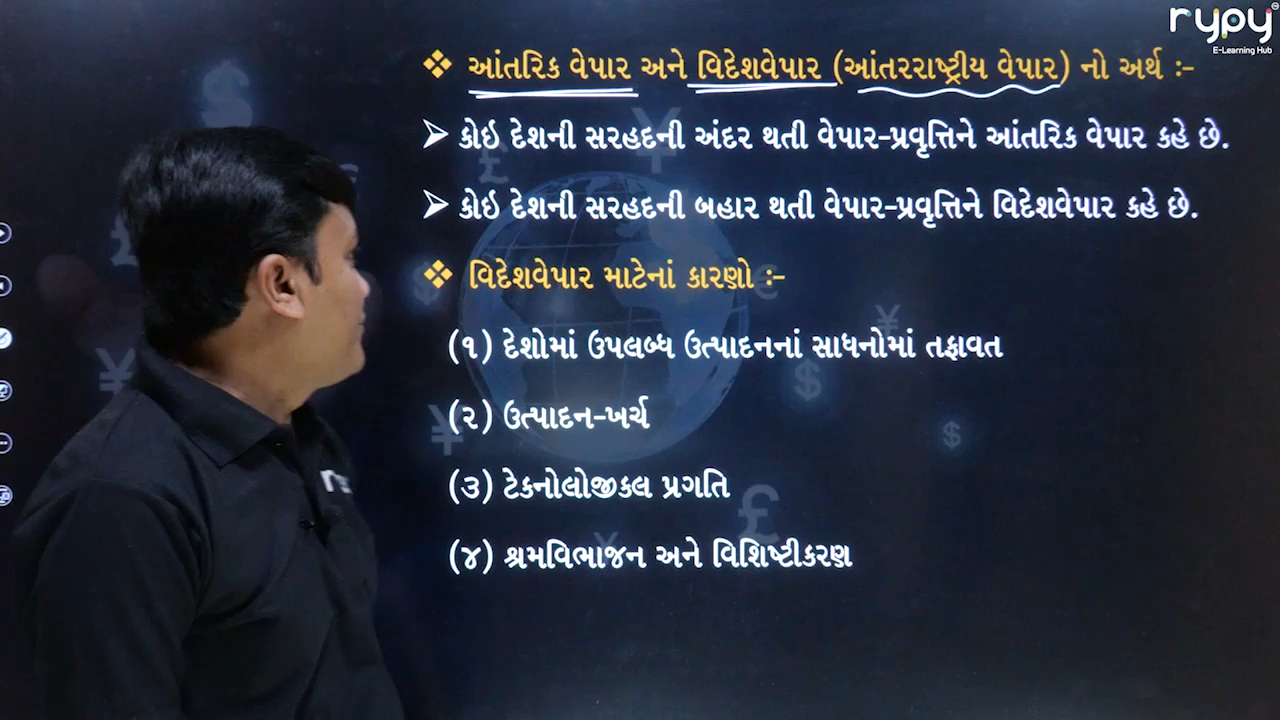 rypy
E-Learning Hub
❖ આંતરિક વેપાર અને વિદેશવેપાર (આંતરરાષ્ટ્રીય વેપાર) નો અર્થ :-
➤ કોઇ દેશની સરહદની અંદર થતી વેપાર-પ્રવૃત્તિને આંતરિક વેપાર કહે છે.
➤ કોઇ દેશની સરહદની બહાર થતી વેપાર-પ્રવૃત્તિને વિદેશવેપાર કહે છે.
❖ વિદેશવેપાર માટેનાં કારણો :-
(૧) દેશોમાં ઉપલબ્ધ ઉત્પાદનનાં સાધનોમાં તફાવત
(૨) ઉત્પાદન-ખર્ચ
(૩) ટેકનોલોજીકલ પ્રગતિ
(૪) શ્રમવિભાજન અને વિશિષ્ટીકરણ